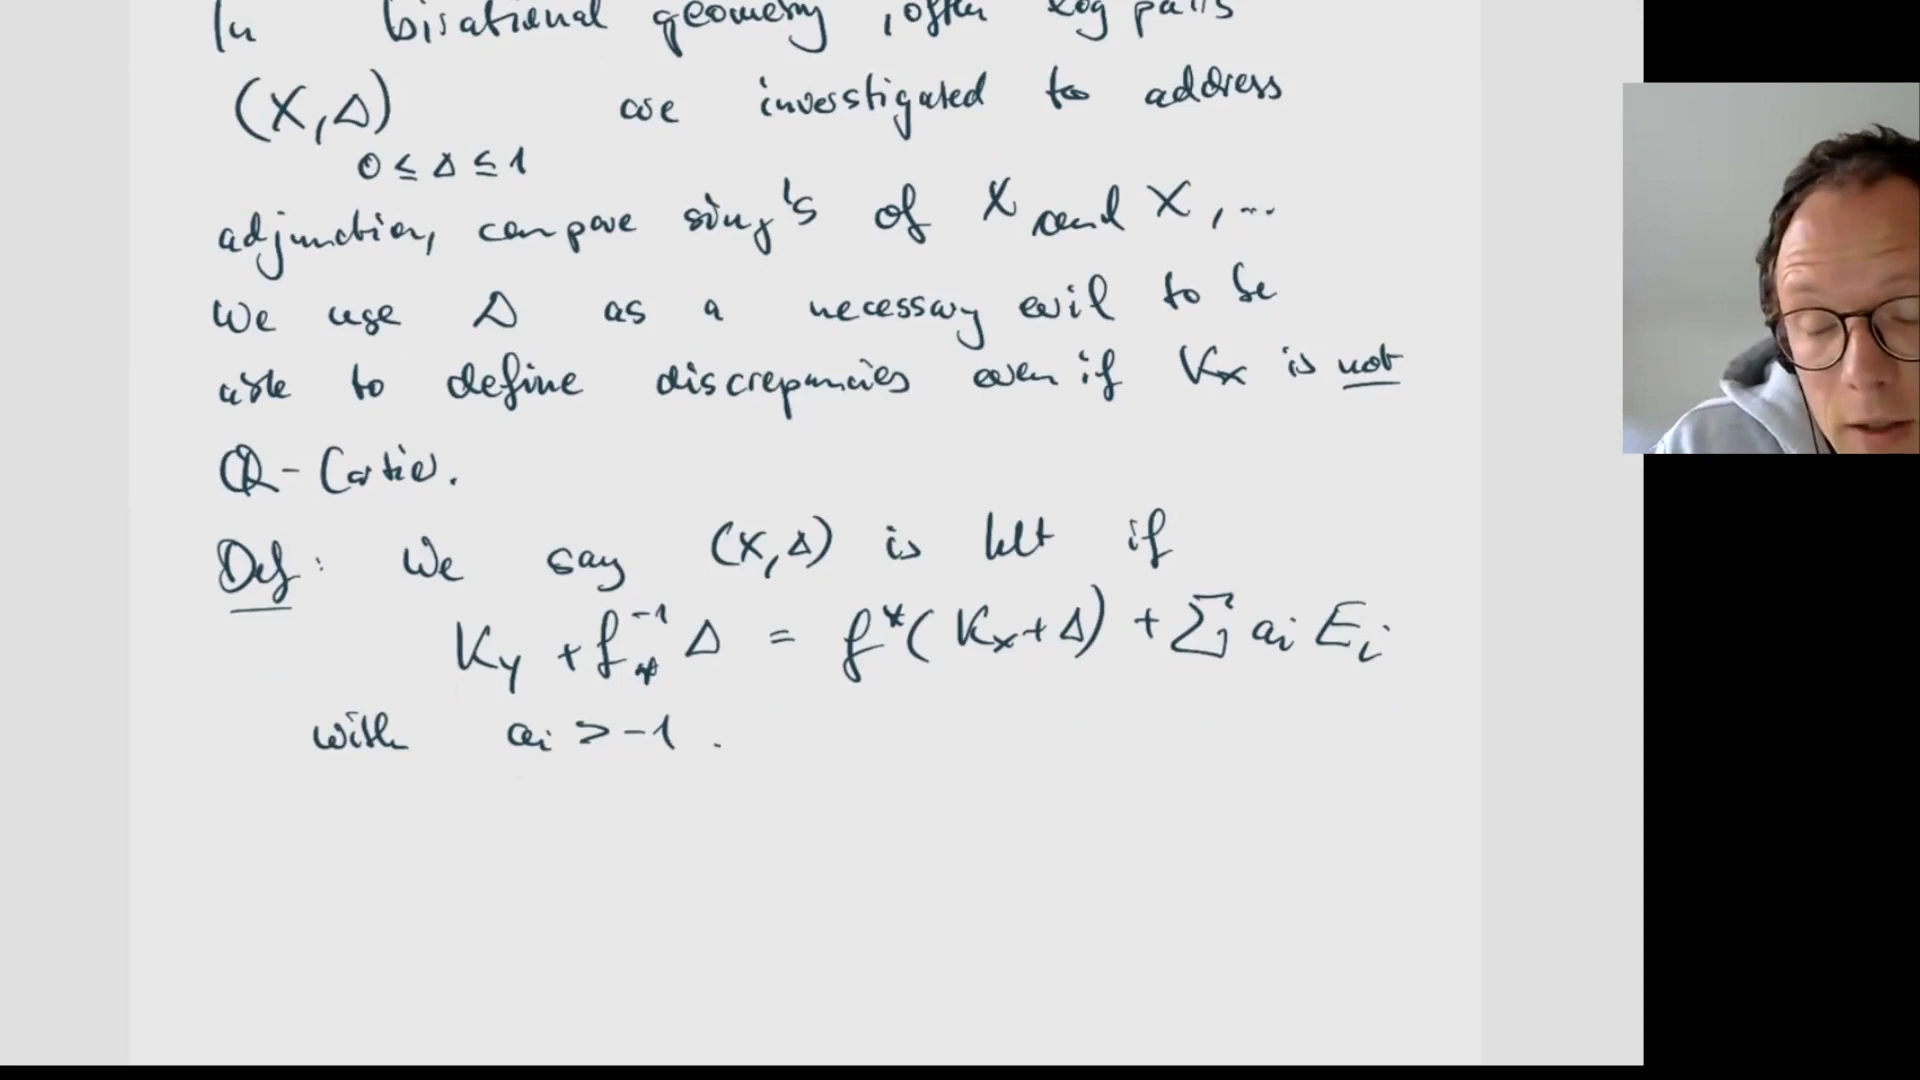 In birational geometry, often log pairs
(X, Δ) are investigated to address
0 ≤ Δ ≤ 1
adjunction, compare sing's of X and X, ...
We use Δ as a necessary evil to be
able to define discrepancies even if K_X is not
Q-Cartier.
Def: We say (X, Δ) is klt if
K_Y + f_*^{-1} Δ = f^*(K_X + Δ) + Σ a_i E_i
with a_i > -1.